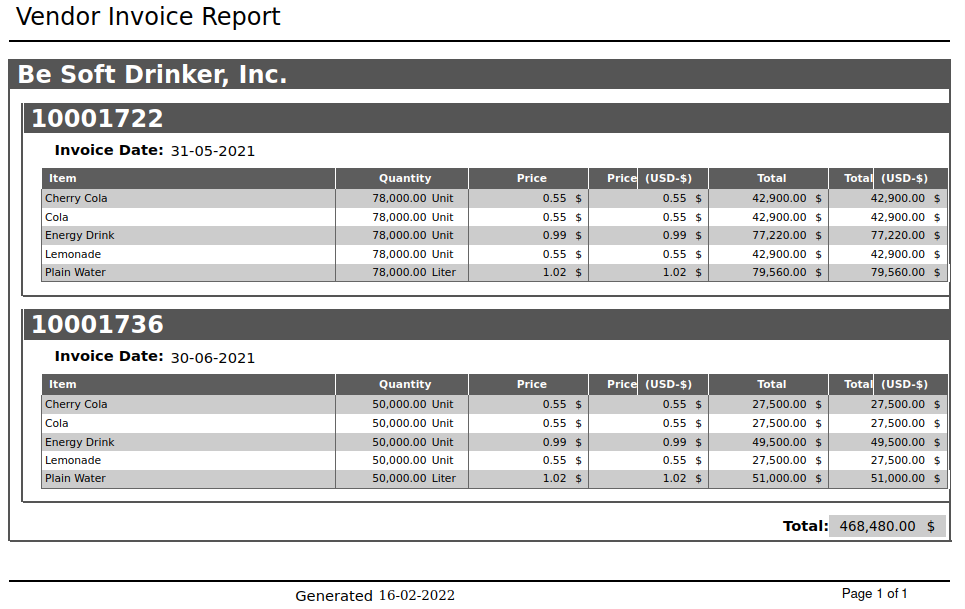 Vendor Invoice Report
Be Soft Drinker, Inc.
10001722
Invoice Date: 31-05-2021
Item Quantity Price Price (USD-$) Total Total (USD-$)
Cherry Cola 78,000.00 Unit 0.55 $ 0.55 $ 42,900.00 $ 42,900.00 $
Cola 78,000.00 Unit 0.55 $ 0.55 $ 42,900.00 $ 42,900.00 $
Energy Drink 78,000.00 Unit 0.99 $ 0.99 $ 77,220.00 $ 77,220.00 $
Lemonade 78,000.00 Unit 0.55 $ 0.55 $ 42,900.00 $ 42,900.00 $
Plain Water 78,000.00 Liter 1.02 $ 1.02 $ 79,560.00 $ 79,560.00 $
10001736
Invoice Date: 30-06-2021
Item Quantity Price Price (USD-$) Total Total (USD-$)
Cherry Cola 50,000.00 Unit 0.55 $ 0.55 $ 27,500.00 $ 27,500.00 $
Cola 50,000.00 Unit 0.55 $ 0.55 $ 27,500.00 $ 27,500.00 $
Energy Drink 50,000.00 Unit 0.99 $ 0.99 $ 49,500.00 $ 49,500.00 $
Lemonade 50,000.00 Unit 0.55 $ 0.55 $ 27,500.00 $ 27,500.00 $
Plain Water 50,000.00 Liter 1.02 $ 1.02 $ 51,000.00 $ 51,000.00 $
Total: 468,480.00 $
Generated 16-02-2022 Page 1 of 1